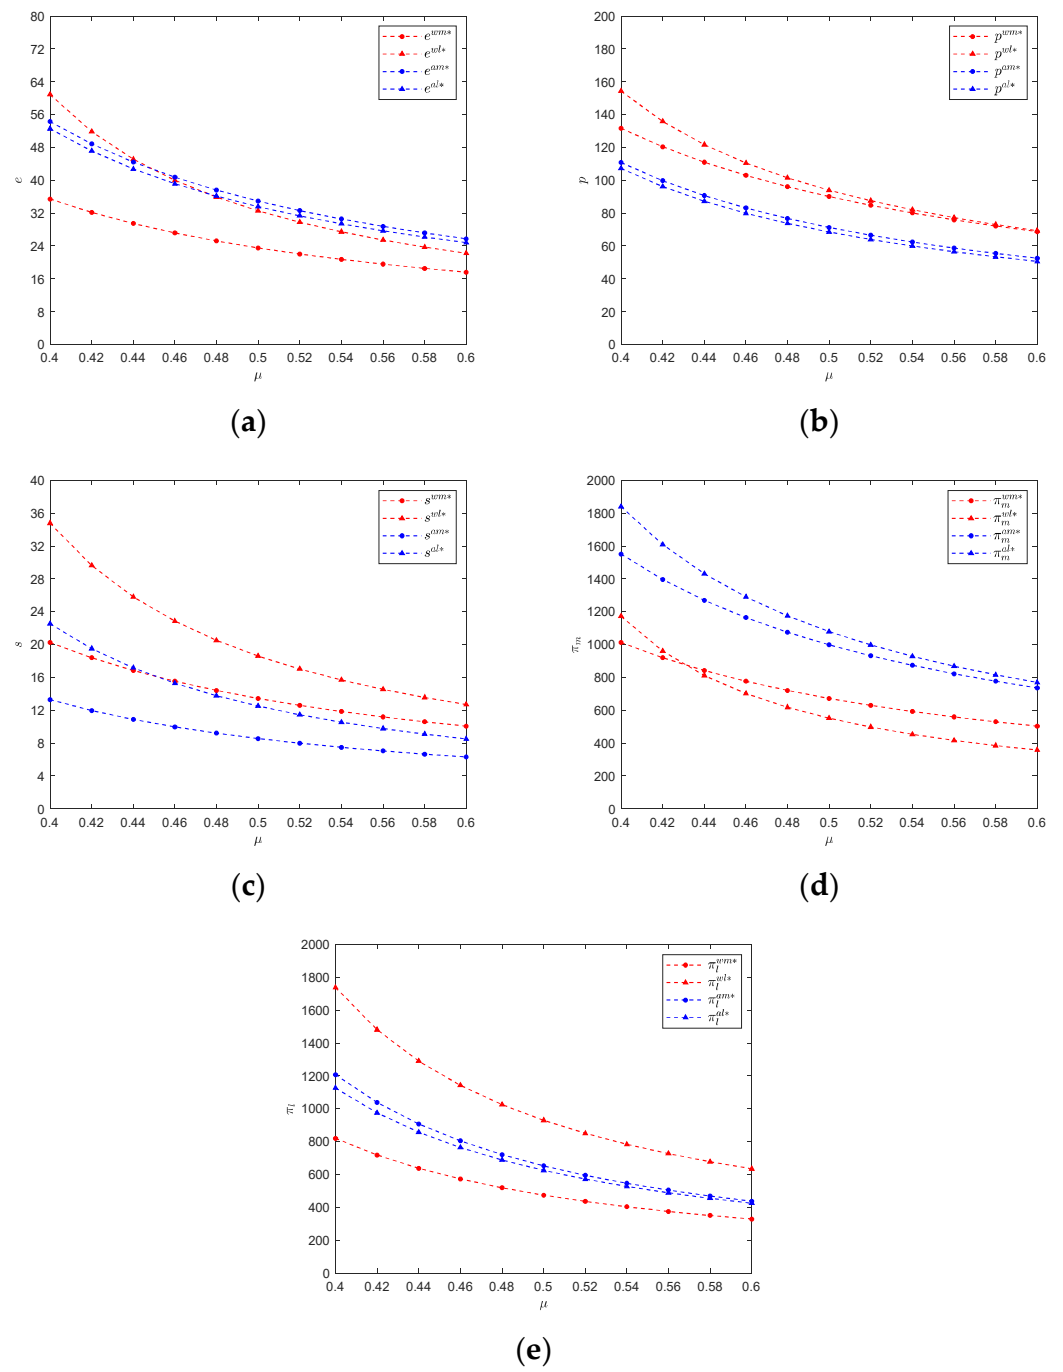 80
72
64
56
48
40
32
24
16
8
0
e
0.4 0.42 0.44 0.46 0.48 0.5 0.52 0.54 0.56 0.58 0.6
μ
e^{wm*}
e^{wl*}
e^{am*}
e^{al*}
(a)
200
180
160
140
120
100
80
60
40
20
0
p
0.4 0.42 0.44 0.46 0.48 0.5 0.52 0.54 0.56 0.58 0.6
μ
p^{wm*}
p^{wl*}
p^{am*}
p^{al*}
(b)
40
36
32
28
24
20
16
12
8
4
0
s
0.4 0.42 0.44 0.46 0.48 0.5 0.52 0.54 0.56 0.58 0.6
μ
s^{wm*}
s^{wl*}
s^{am*}
s^{al*}
(c)
2000
1800
1600
1400
1200
1000
800
600
400
200
0
π_m
0.4 0.42 0.44 0.46 0.48 0.5 0.52 0.54 0.56 0.58 0.6
μ
π_m^{wm*}
π_m^{wl*}
π_m^{am*}
π_m^{al*}
(d)
2000
1800
1600
1400
1200
1000
800
600
400
200
0
π_l
0.4 0.42 0.44 0.46 0.48 0.5 0.52 0.54 0.56 0.58 0.6
μ
π_l^{wm*}
π_l^{wl*}
π_l^{am*}
π_l^{al*}
(e)